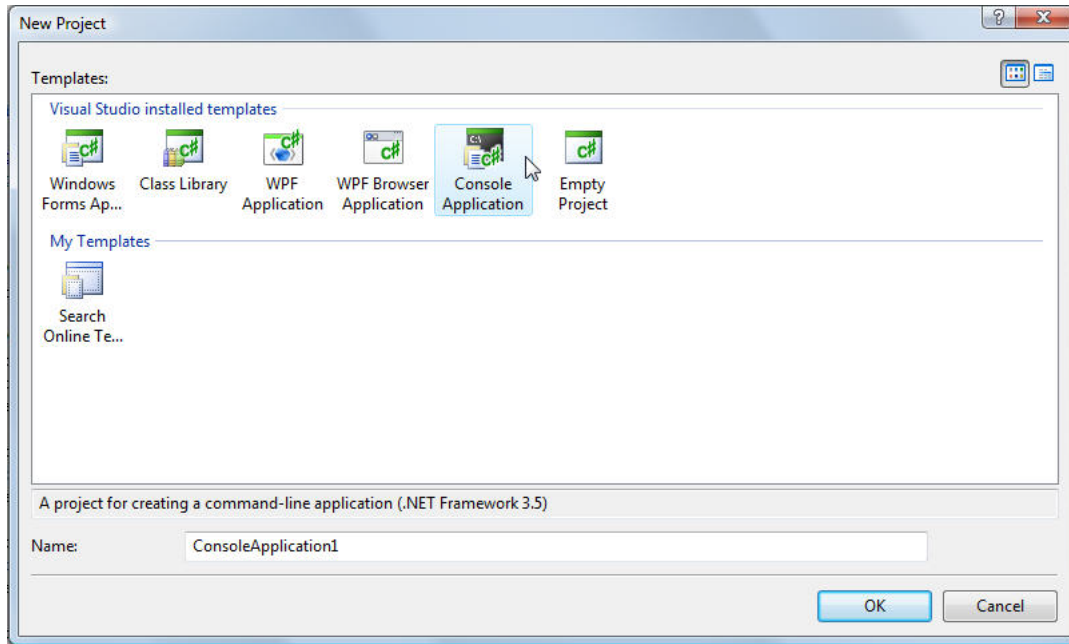 New Project
Templates:
Visual Studio installed templates
Windows Forms Ap...
Class Library
WPF Application
WPF Browser Application
Console Application
Empty Project
My Templates
Search Online Te...
A project for creating a command-line application (.NET Framework 3.5)
Name:
ConsoleApplication1
OK
Cancel